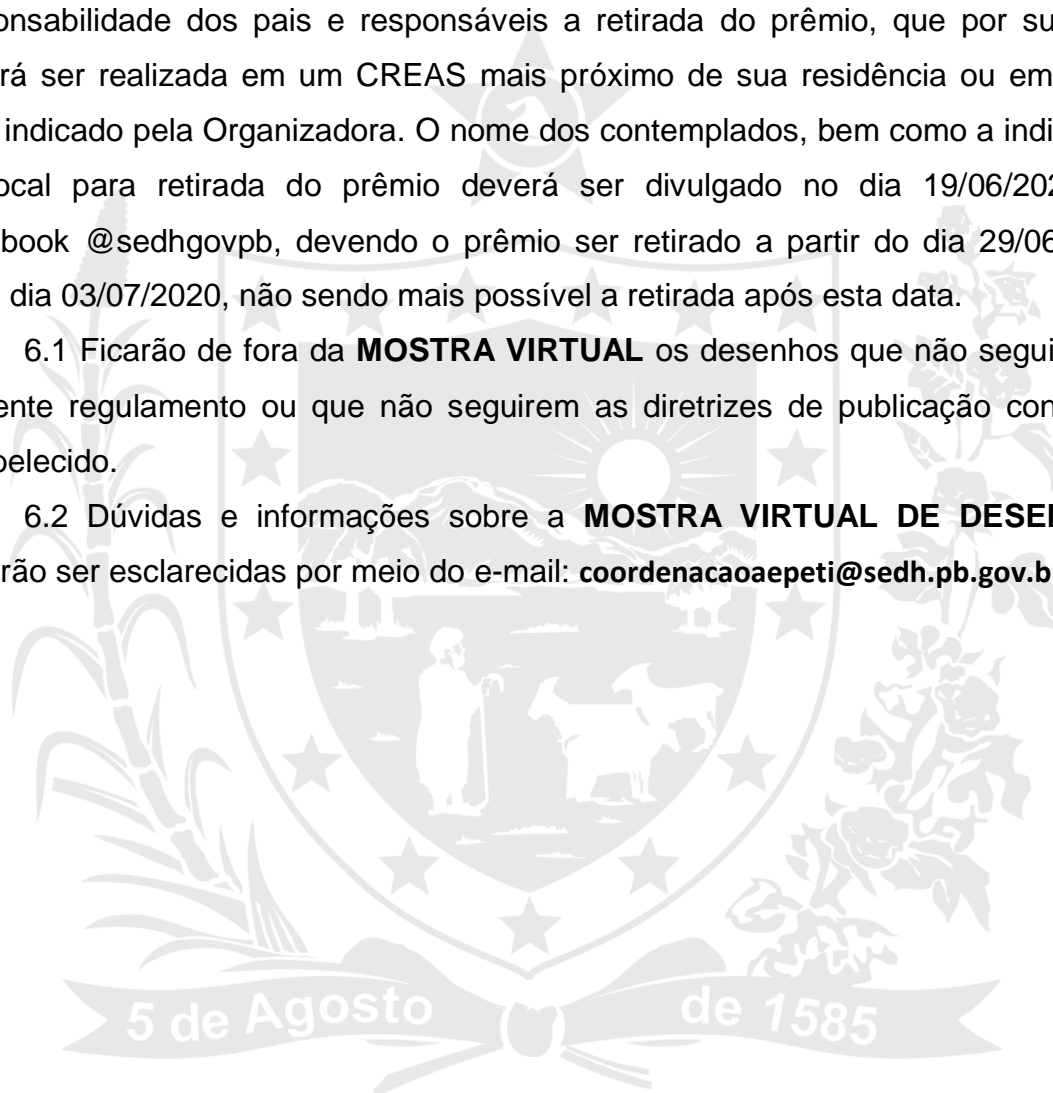 onsabilidade dos pais e responsáveis a retirada do prêmio, que por su
rá ser realizada em um CREAS mais próximo de sua residência ou em
indicado pela Organizadora. O nome dos contemplados, bem como a indi
ocal para retirada do prêmio deverá ser divulgado no dia 19/06/202
book @sedhgovpb, devendo o prêmio ser retirado a partir do dia 29/06
dia 03/07/2020, não sendo mais possível a retirada após esta data.
6.1 Ficarão de fora da MOSTRA VIRTUAL os desenhos que não segui
ente regulamento ou que não seguirem as diretrizes de publicação con
belecido.
6.2 Dúvidas e informações sobre a MOSTRA VIRTUAL DE DESE
rão ser esclarecidas por meio do e-mail: coordenacaoaepeti@sedh.pb.gov.b
5 de Agosto de 1585